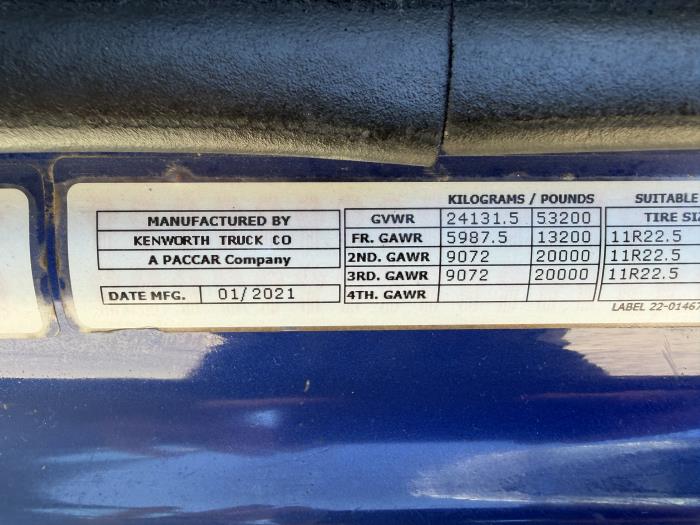 KILOGRAMS / POUNDS SUITABLE
MANUFACTURED BY GVWR 24131.5 53200 TIRE SI
KENWORTH TRUCK CO FR. GAWR 5987.5 13200 11R22.5
A PACCAR Company 2ND. GAWR 9072 20000 11R22.5
3RD. GAWR 9072 20000 11R22.5
DATE MFG. 01/2021 4TH. GAWR
LABEL 22-0146